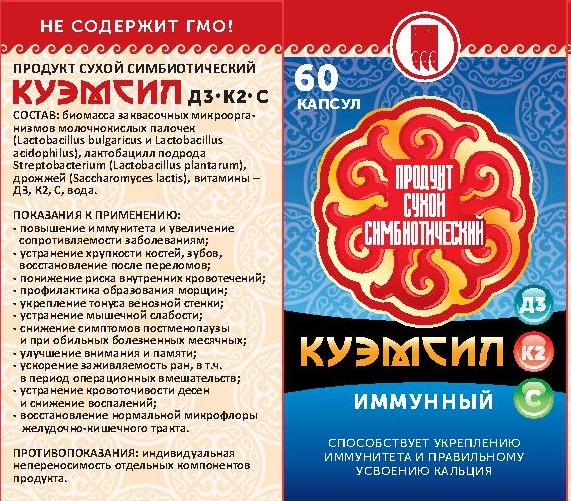 НЕ СОДЕРЖИТ ГМО!
ПРОДУКТ СУХОЙ СИМБИОТИЧЕСКИЙ
КУЭМСИЛ Д3·К2·С
СОСТАВ: биомасса заквасочных микроорга-
низмов молочнокислых палочек
(Lactobacillus bulgaricus и Lactobacillus
acidophilus), лактобацилл подрода
Streptobacterium (Lactobacillus plantarum),
дрожжей (Saccharomyces lactis), витамины –
Д3, К2, С, вода.
ПОКАЗАНИЯ К ПРИМЕНЕНИЮ:
- повышение иммунитета и увеличение
сопротивляемости заболеваниям;
- устранение хрупкости костей, зубов,
восстановление после переломов;
- понижение риска внутренних кровотечений;
- профилактика образования морщин;
- укрепление тонуса венозной стенки;
- устранение мышечной слабости;
- снижение симптомов постменопаузы
и при обильных болезненных месячных;
- улучшение внимания и памяти;
- ускорение заживляемость ран, в т.ч.
в период операционных вмешательств;
- устранение кровоточивости десен
и снижение воспалений;
- восстановление нормальной микрофлоры
желудочно-кишечного тракта.
ПРОТИВОПОКАЗАНИЯ: индивидуальная
непереносимость отдельных компонентов
продукта.
60
КАПСУЛ
ПРОДУКТ
СУХОЙ
СИМБИОТИЧЕСКИЙ
Д3
КУЭМСИЛ К2
ИММУННЫЙ С
СПОСОБСТВУЕТ УКРЕПЛЕНИЮ
ИММУНИТЕТА И ПРАВИЛЬНОМУ
УСВОЕНИЮ КАЛЬЦИЯ